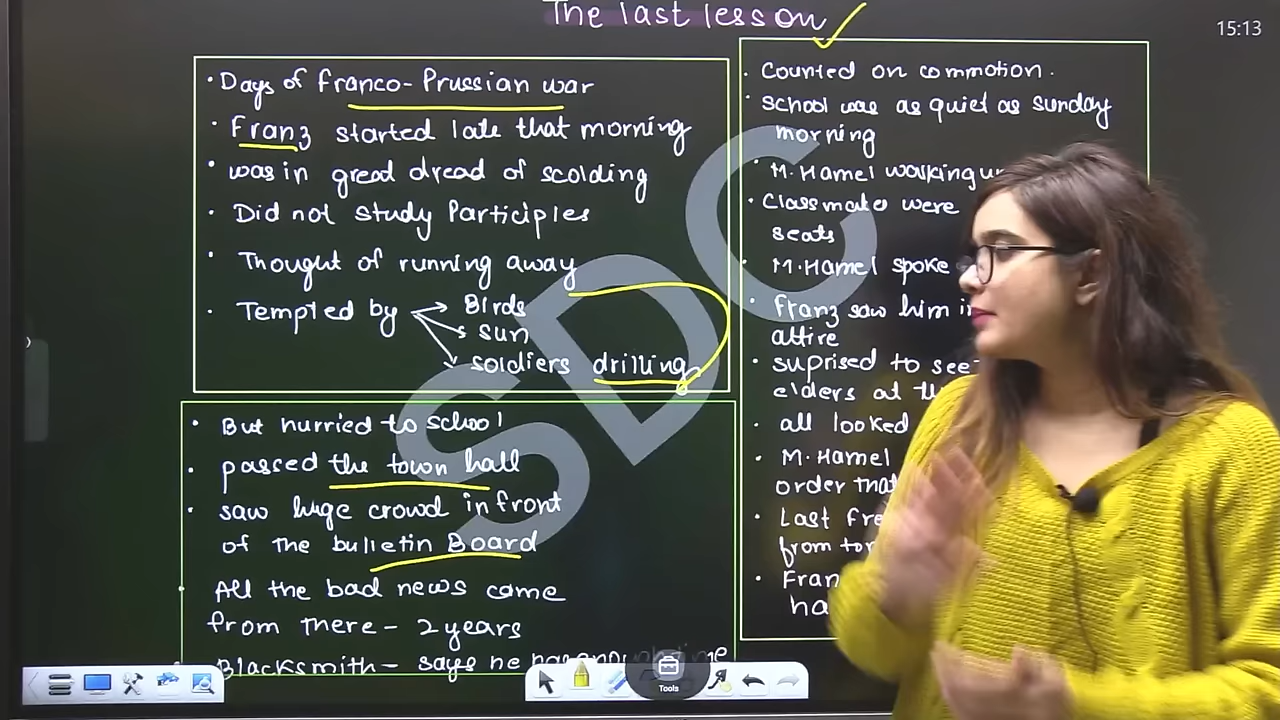 The last lesson
15:13
• Days of Franco-Prussian war
• Franz started late that morning
• was in great dread of scolding
• Did not study Participles
• Thought of running away
• Tempted by → Birds
→ sun
→ soldiers drilling
• But hurried to school
• passed the town hall
• saw huge crowd in front
of the bulletin Board
• All the bad news came
from there - 2 years
• Blacksmith - says he
• Counted on commotion.
• school was as quiet as sunday
morning
• M. Hamel walking
• Classmates were
seats
• M. Hamel spoke
• Franz saw him in
attire
• suprised to see
elders at
• all looked
• M. Hamel
order that
• Last
from
•
SDC
Tools